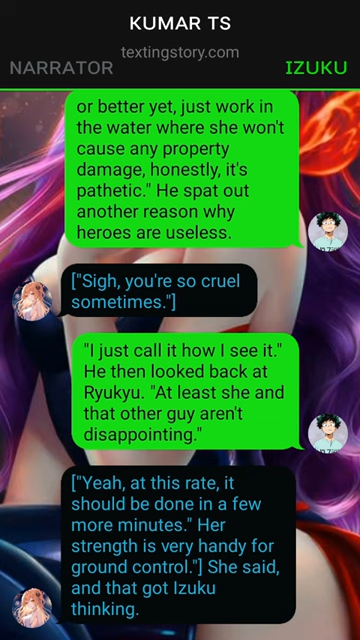 KUMAR TS
textingstory.com
NARRATOR
IZUKU
or better yet, just work in
the water where she won't
cause any property
damage, honestly, it's
pathetic." He spat out
another reason why
heroes are useless.
["Sigh, you're so cruel
sometimes."]
"I just call it how I see it."
He then looked back at
Ryukyu. "At least she and
that other guy aren't
disappointing."
["Yeah, at this rate, it
should be done in a few
more minutes." Her
strength is very handy for
ground control."] She said,
and that got Izuku
thinking.